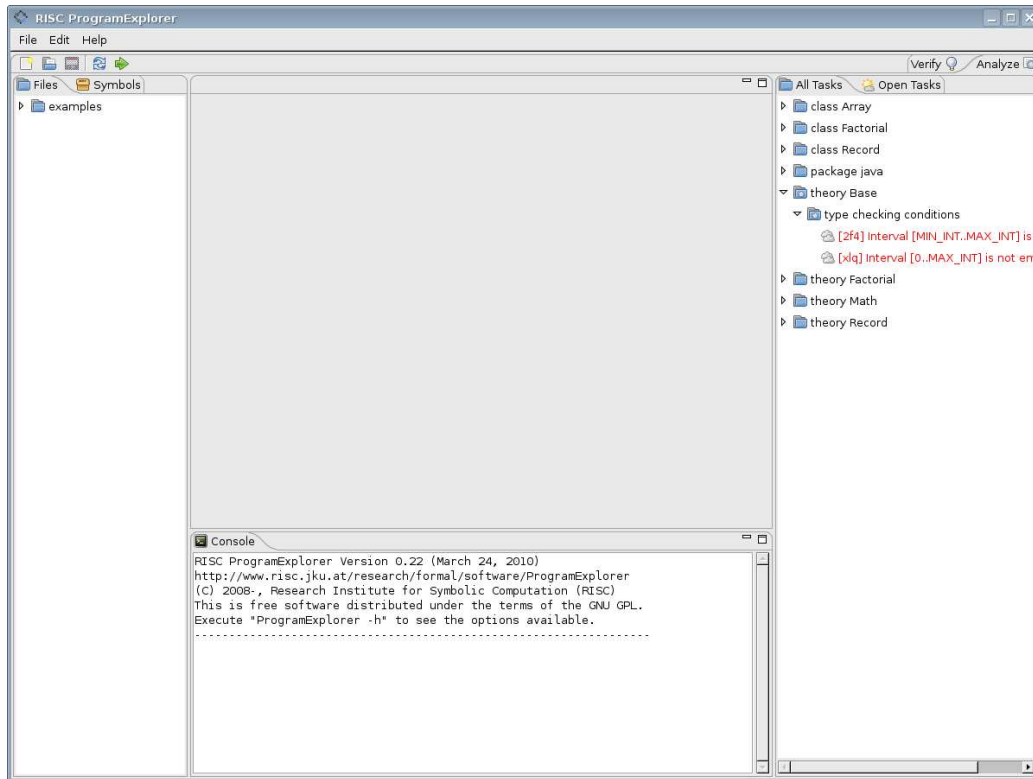 RISC ProgramExplorer
File Edit Help
Verify Analyze
Files Symbols
examples
All Tasks Open Tasks
class Array
class Factorial
class Record
package java
theory Base
type checking conditions
[2f4] Interval [MIN_INT..MAX_INT] is
[xlq] Interval [0..MAX_INT] is not em
theory Factorial
theory Math
theory Record
Console
RISC ProgramExplorer Version 0.22 (March 24, 2010)
http://www.risc.jku.at/research/formal/software/ProgramExplorer
(C) 2008-, Research Institute for Symbolic Computation (RISC)
This is free software distributed under the terms of the GNU GPL.
Execute "ProgramExplorer -h" to see the options available.
------------------------------------------------------------------